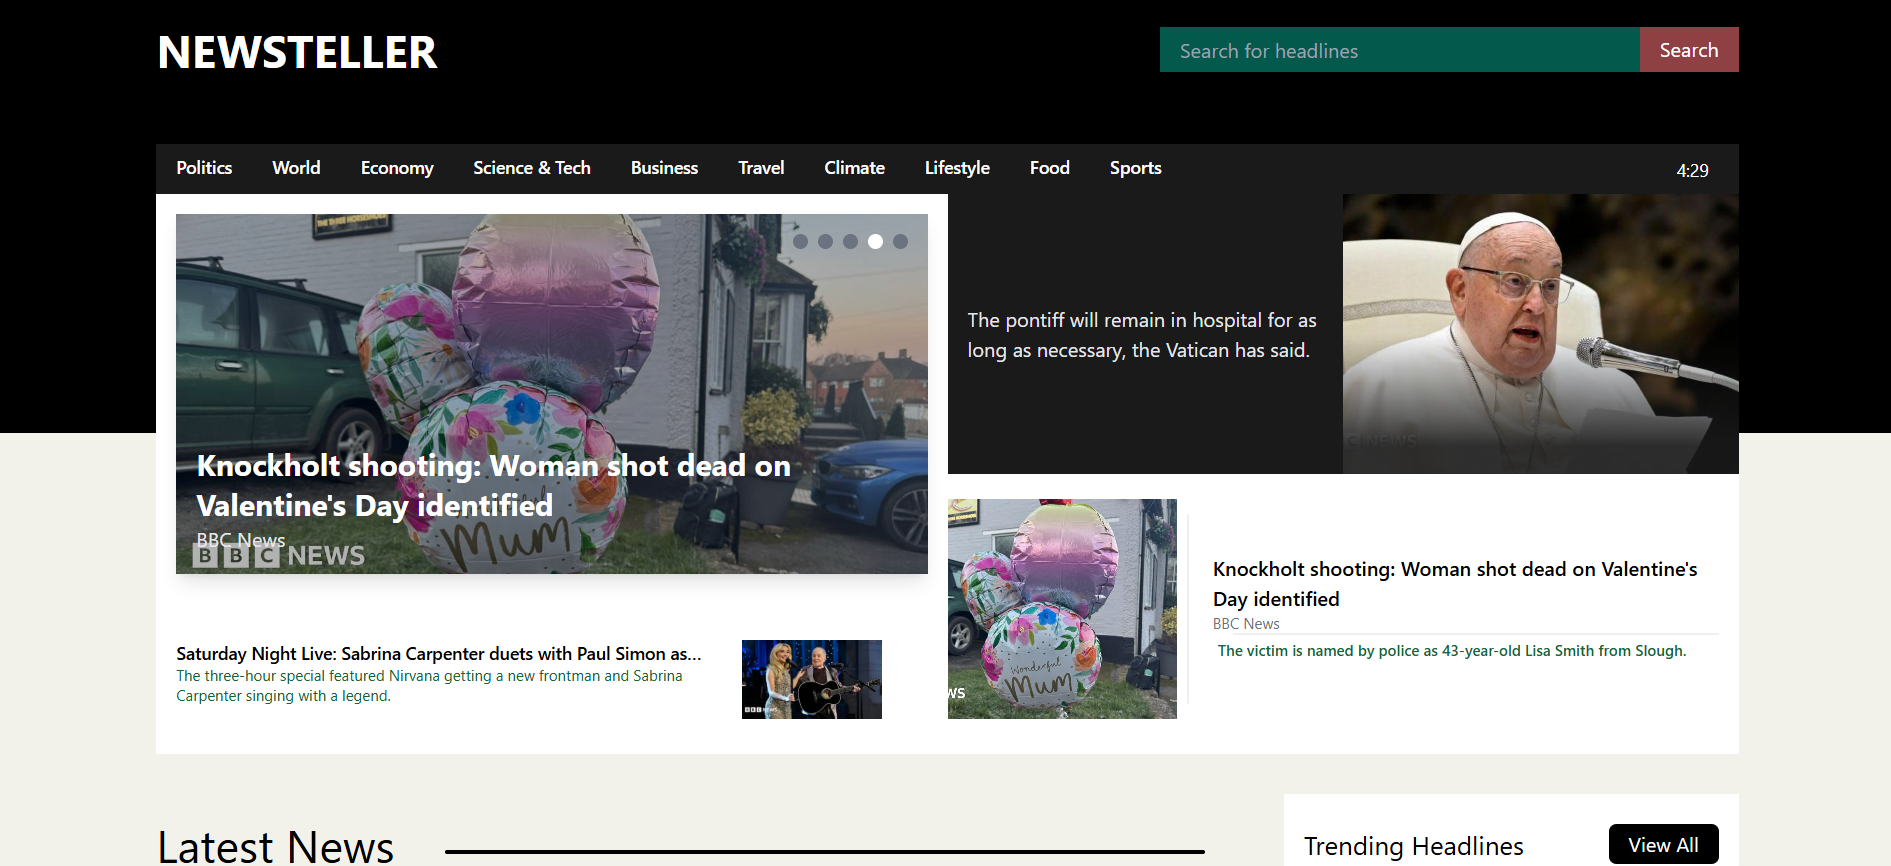 NEWSTELLER
Search for headlines
Search
Politics World Economy Science & Tech Business Travel Climate Lifestyle Food Sports
4:29
Knockholt shooting: Woman shot dead on
Valentine's Day identified
BBC News
BBC NEWS
Mum
The pontiff will remain in hospital for as
long as necessary, the Vatican has said.
C NEWS
Saturday Night Live: Sabrina Carpenter duets with Paul Simon as...
The three-hour special featured Nirvana getting a new frontman and Sabrina
Carpenter singing with a legend.
BBC NEWS
Wonderful
Mum
WS
Knockholt shooting: Woman shot dead on Valentine's
Day identified
BBC News
The victim is named by police as 43-year-old Lisa Smith from Slough.
Latest News
Trending Headlines
View All